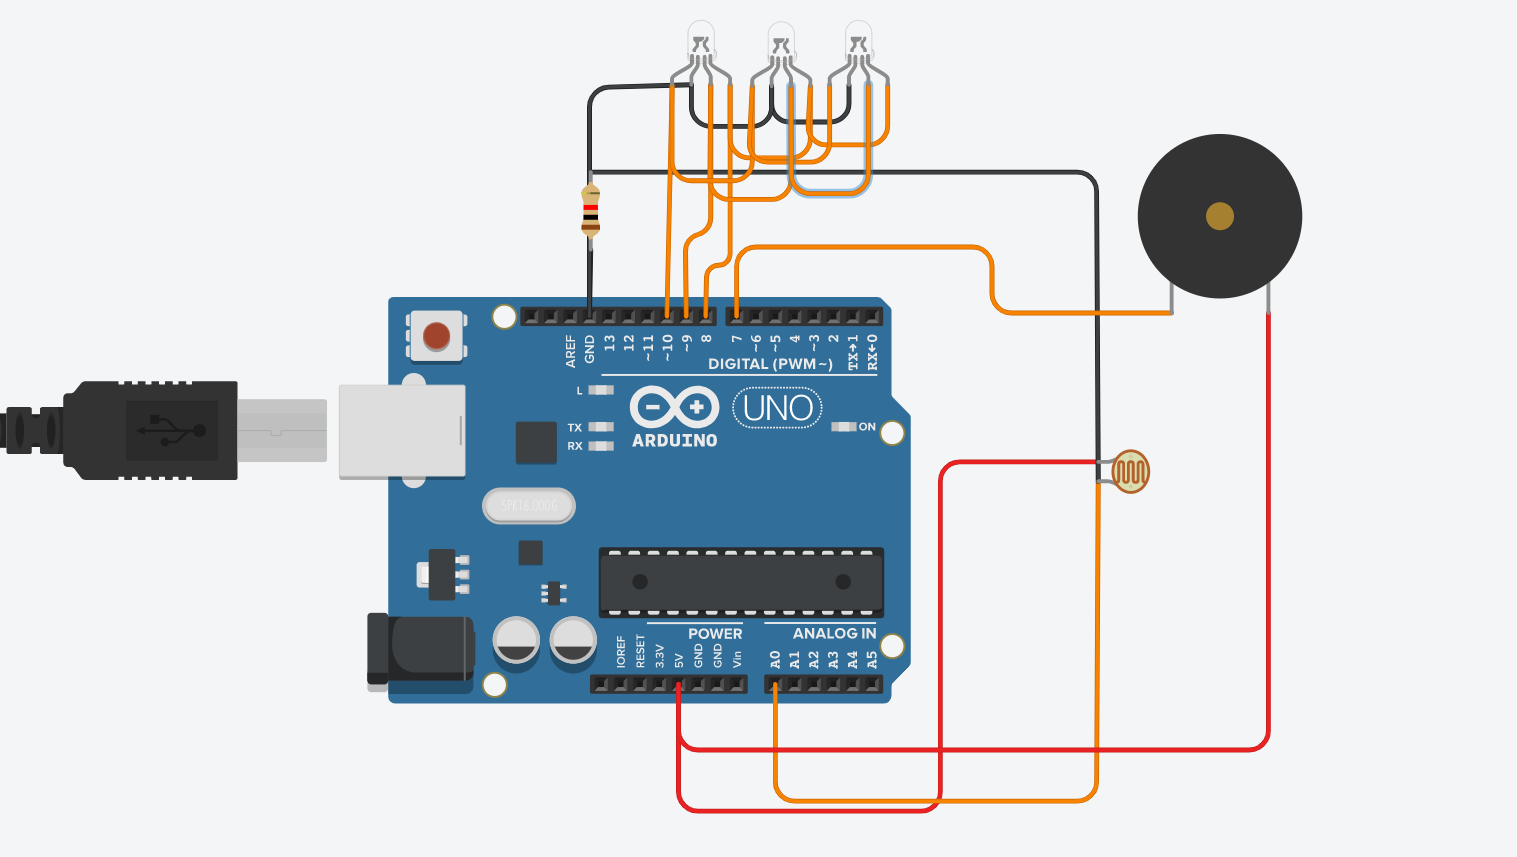 AREF
GND
13
12
~11
~10
~9
8
7
~6
~5
4
~3
2
TX→1
RX←0
DIGITAL (PWM~)
L
TX
RX
ARDUINO
UNO
ON
SPK16.000G
POWER
ANALOG IN
IOREF
RESET
3.3V
5V
GND
GND
Vin
A0
A1
A2
A3
A4
A5